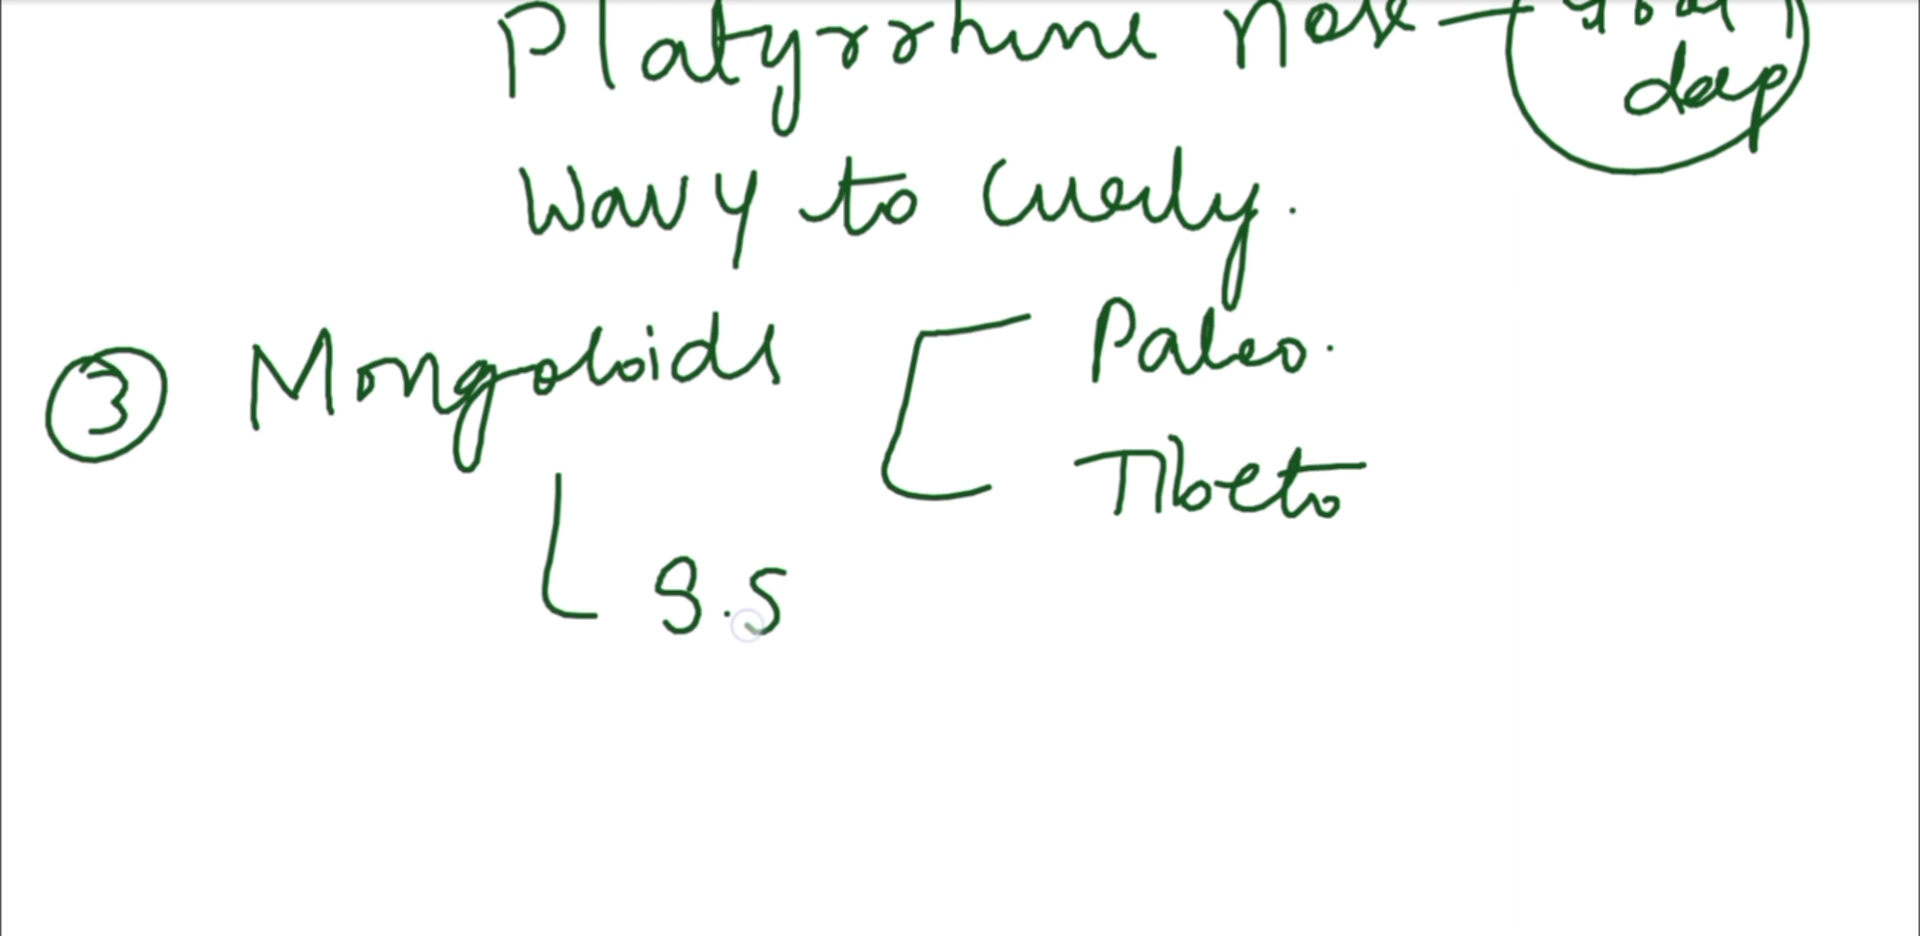 Platyrrhine nose — deep
Wavy to Curly.
③ Mongoloids Paleo.
Tibeto
S.S